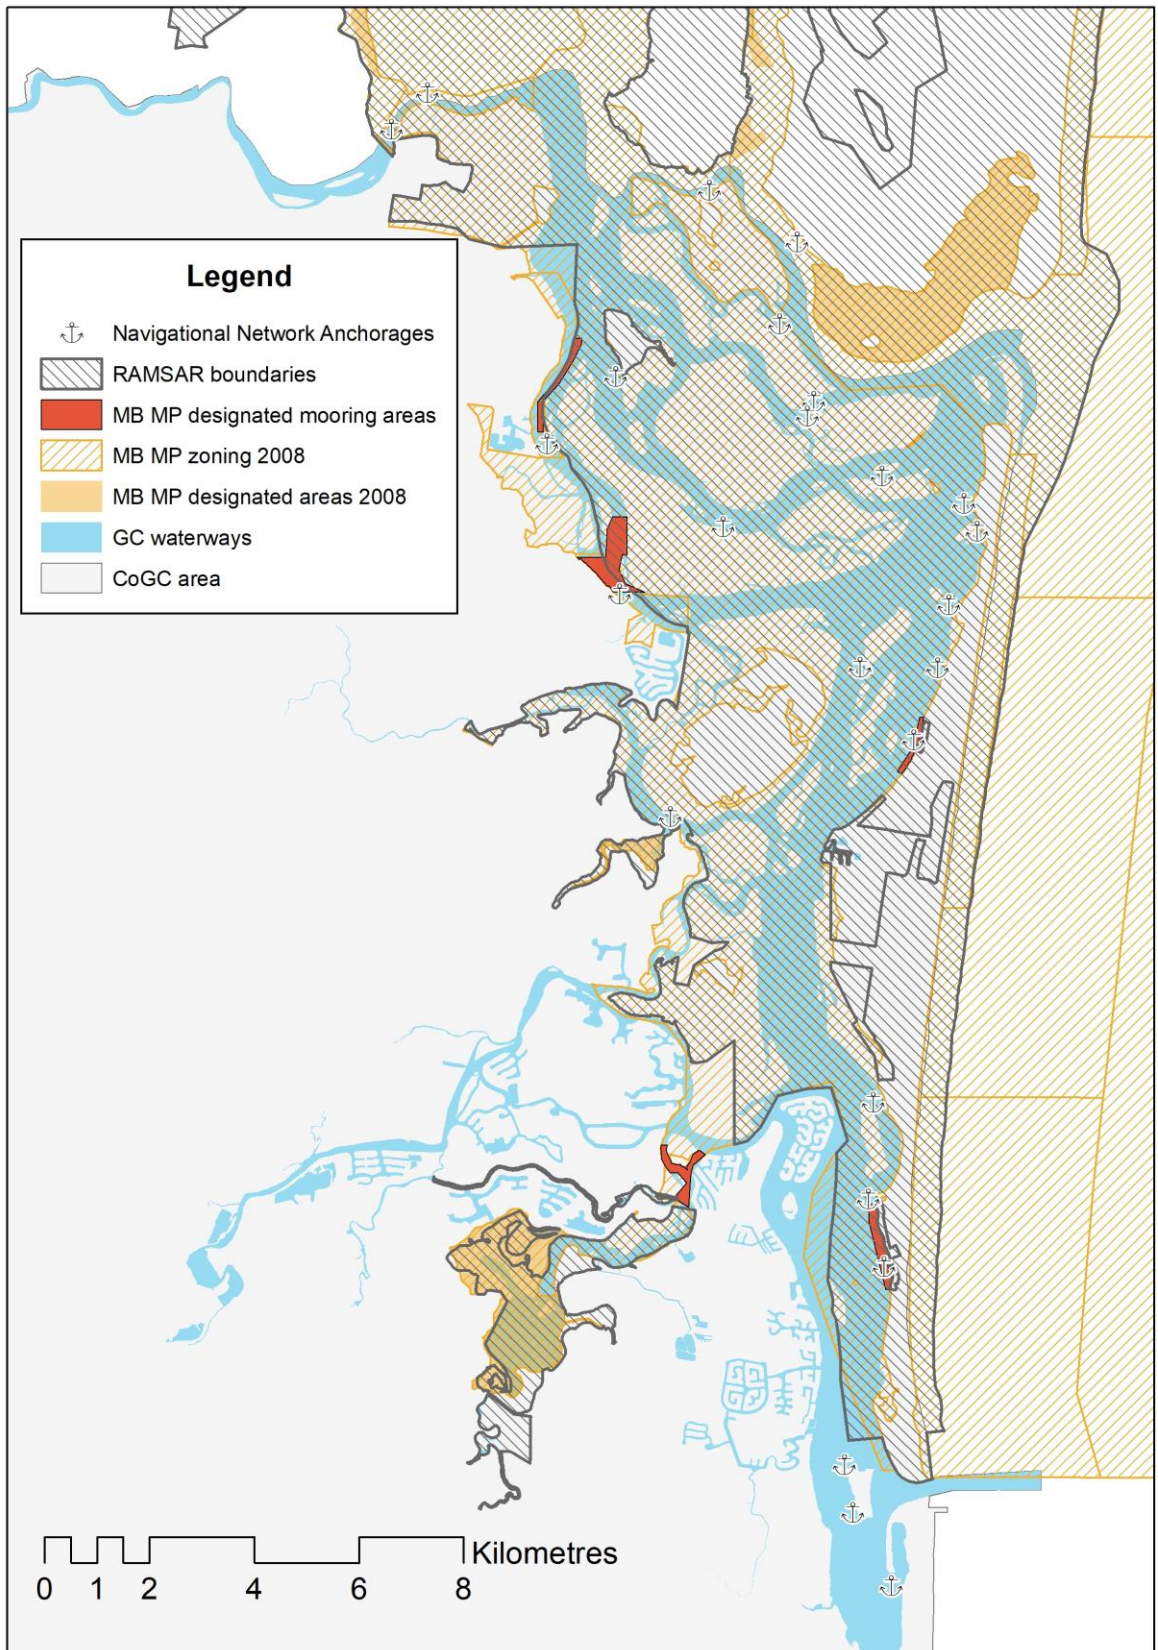 Legend
Navigational Network Anchorages
RAMSAR boundaries
MB MP designated mooring areas
MB MP zoning 2008
MB MP designated areas 2008
GC waterways
CoGC area
Kilometres
0 1 2 4 6 8